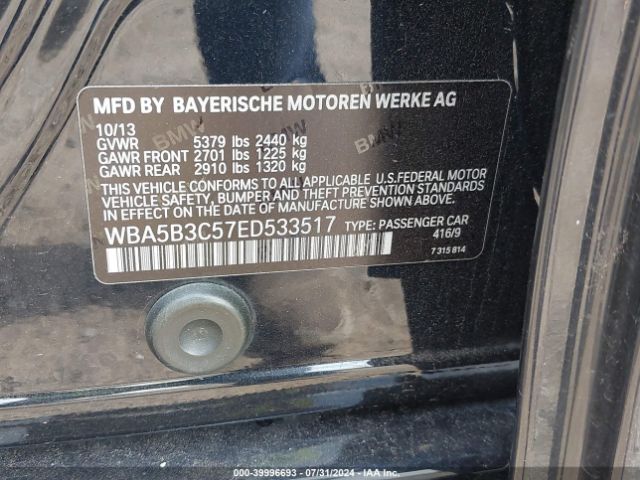 MFD BY BAYERISCHE MOTOREN WERKE AG
10/13
GVWR 5379 lbs 2440 kg
GAWR FRONT 2701 lbs 1225 kg
GAWR REAR 2910 lbs 1320 kg
THIS VEHICLE CONFORMS TO ALL APPLICABLE U.S.FEDERAL MOTOR
VEHICLE SAFETY, BUMPER AND THEFT PREVENTION STANDARDS
IN EFFECT ON THE DATE OF MANUFACTURE SHOWN ABOVE.
WBA5B3C57ED533517 TYPE: PASSENGER CAR
416/9
7 315 814
000-39996693 - 07/31/2024 - IAA Inc.